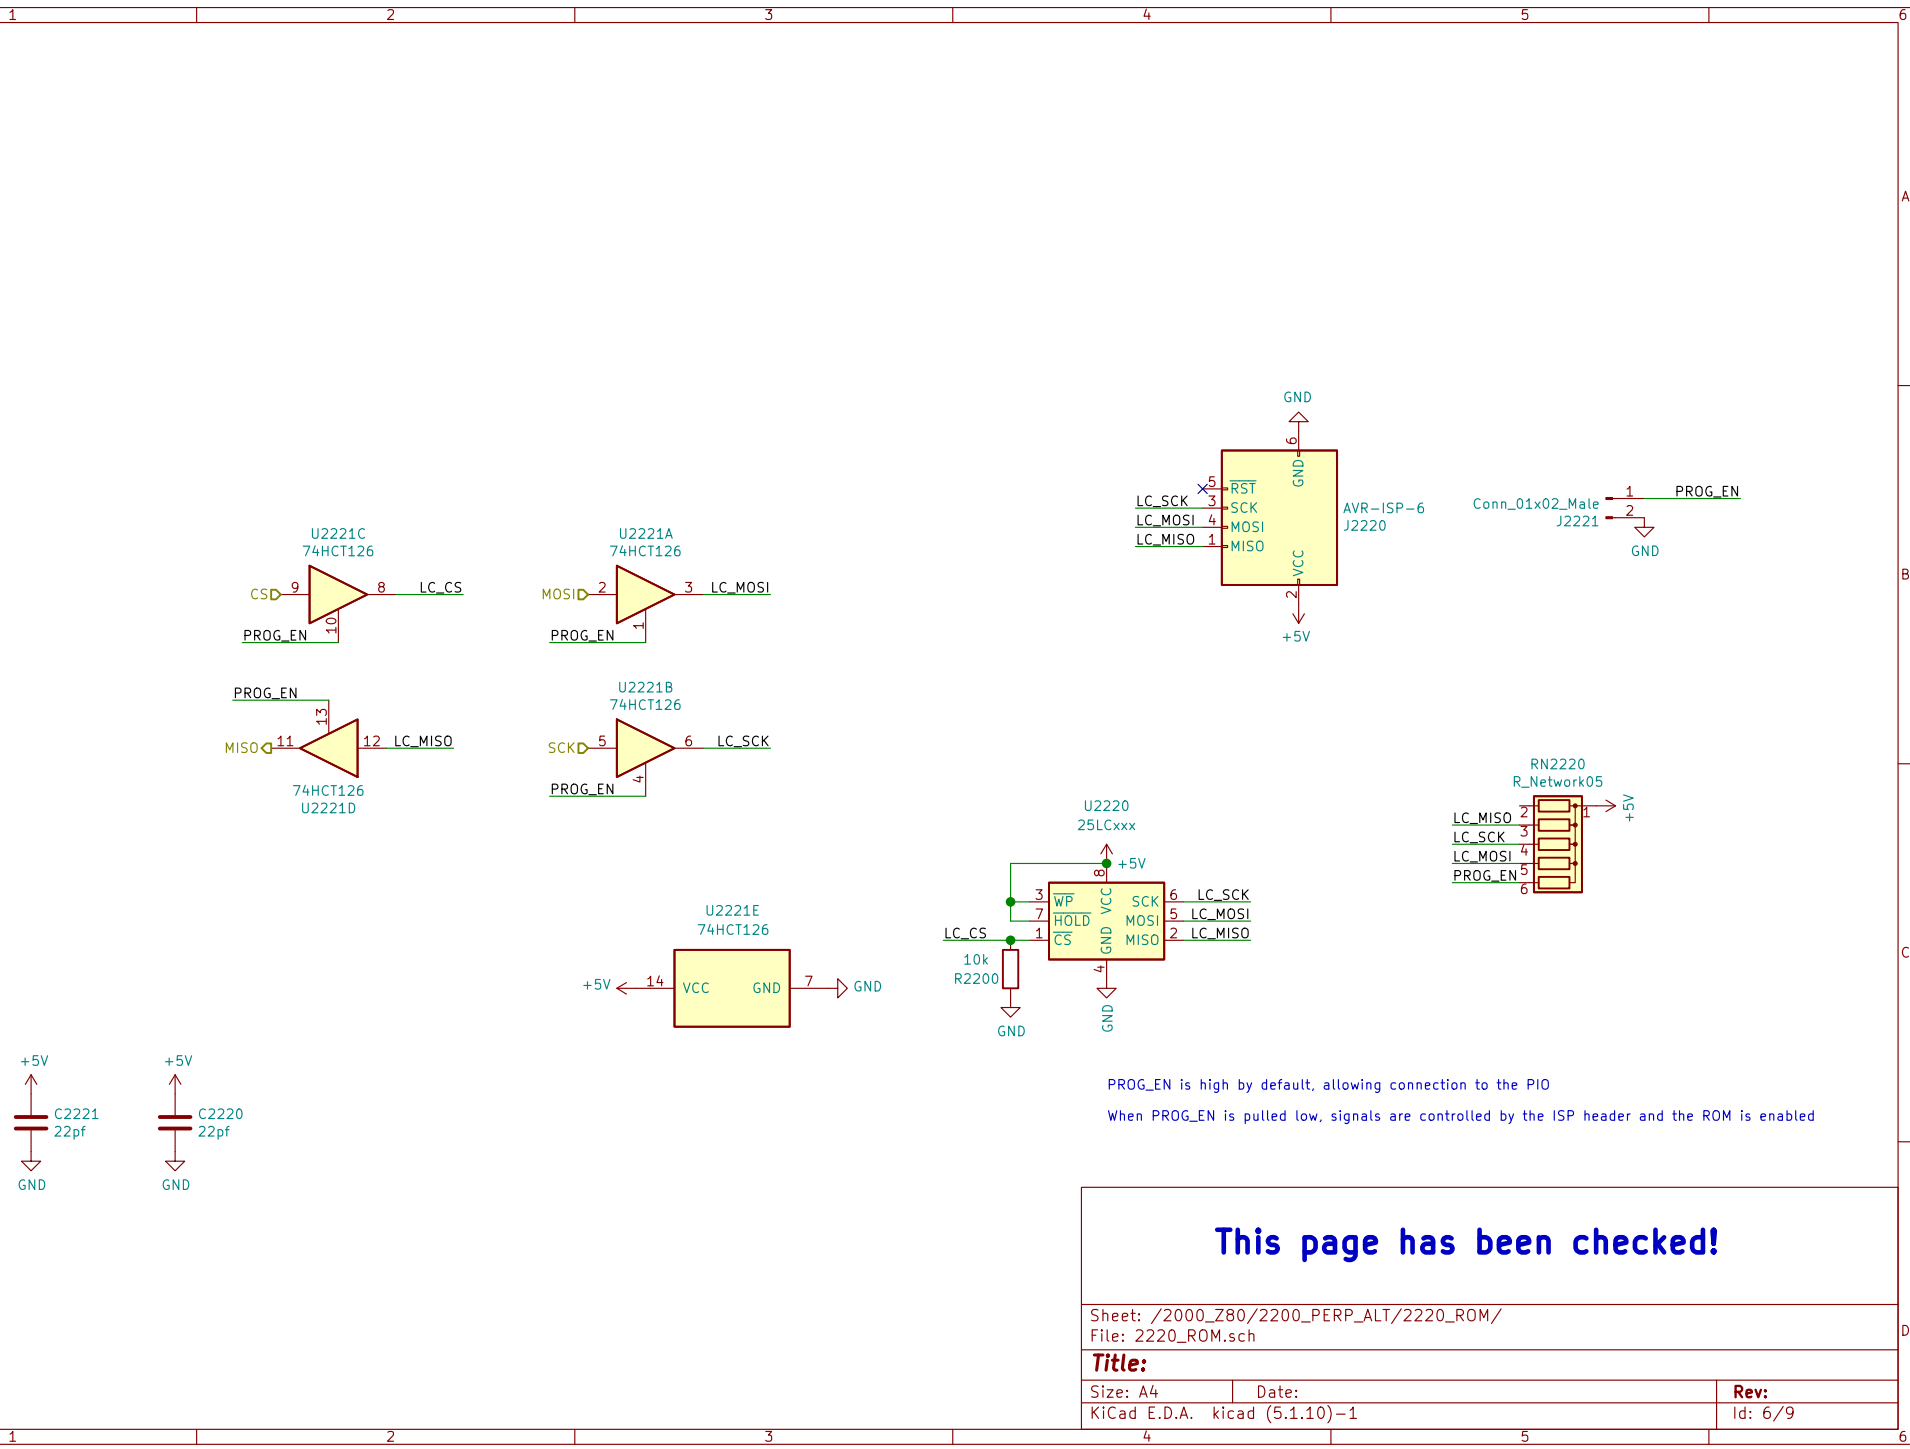 1 2 3 4 5 6
A
B
C
D
GND
6
GND
5 RST
LC_SCK 3 SCK
LC_MOSI 4 MOSI
LC_MISO 1 MISO
VCC
2
+5V
AVR-ISP-6
J2220
Conn_01x02_Male
J2221
1 PROG_EN
2
GND
U2221C
74HCT126
CS 9 8 LC_CS
10
PROG_EN
U2221A
74HCT126
MOSI 2 3 LC_MOSI
1
PROG_EN
PROG_EN
13
MISO 11 12 LC_MISO
74HCT126
U2221D
U2221B
74HCT126
SCK 5 6 LC_SCK
4
PROG_EN
RN2220
R_Network05
2 1 +5V
LC_MISO 3
LC_SCK 4
LC_MOSI 5
PROG_EN 6
U2220
25LCxxx
+5V
8
VCC
3 WP SCK 6 LC_SCK
7 HOLD MOSI 5 LC_MOSI
LC_CS 1 CS MISO 2 LC_MISO
GND
4
GND
10k
R2200
GND
U2221E
74HCT126
+5V 14 VCC GND 7 GND
+5V
C2221
22pf
GND
+5V
C2220
22pf
GND
PROG_EN is high by default, allowing connection to the PIO
When PROG_EN is pulled low, signals are controlled by the ISP header and the ROM is enabled
This page has been checked!
Sheet: /2000_Z80/2200_PERP_ALT/2220_ROM/
File: 2220_ROM.sch
Title:
Size: A4 Date: Rev:
KiCad E.D.A. kicad (5.1.10)-1 Id: 6/9
1 2 3 4 5 6